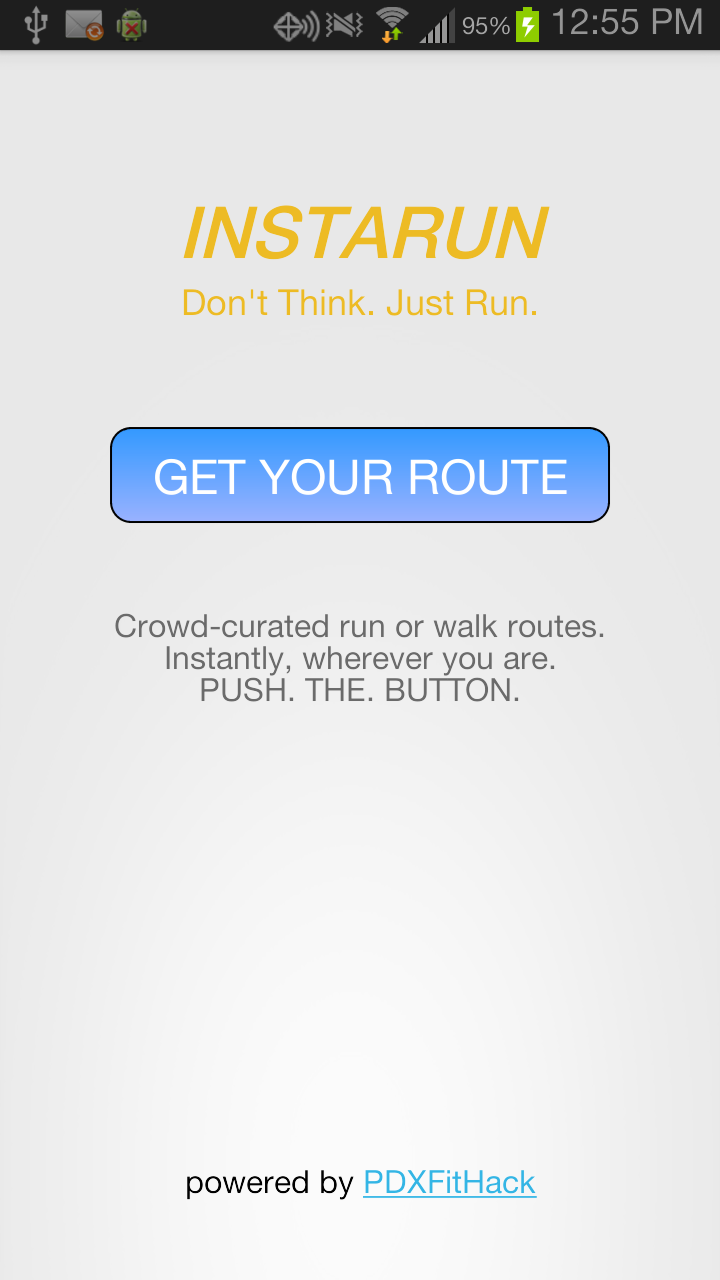 95% 12:55 PM
INSTARUN
Don't Think. Just Run.
GET YOUR ROUTE
Crowd-curated run or walk routes.
Instantly, wherever you are.
PUSH. THE. BUTTON.
powered by PDXFitHack